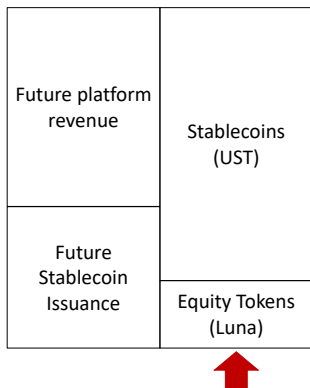 Future platform
revenue
Future
Stablecoin
Issuance
Stablecoins
(UST)
Equity Tokens
(Luna)